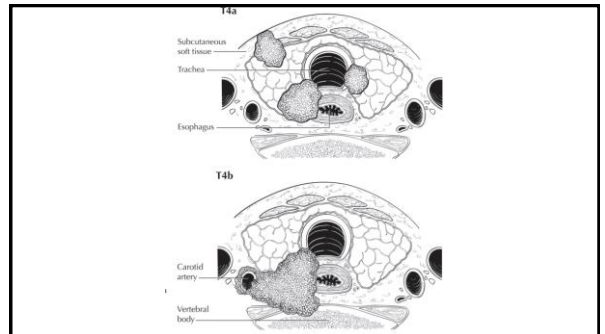 T4a
Subcutaneous
soft tissue
Trachea
Esophagus
T4b
Carotid
artery
Vertebral
body